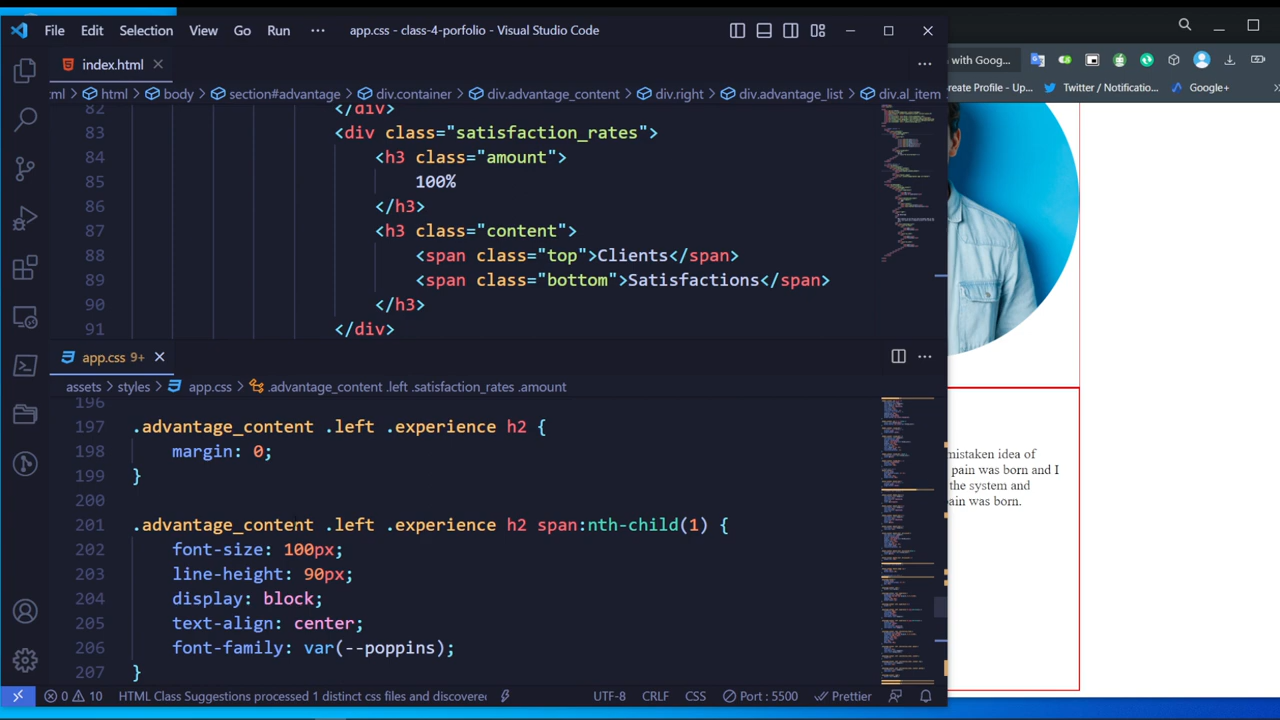 File Edit Selection View Go Run ··· app.css - class-4-porfolio - Visual Studio Code
index.html
html > body > section#advantage > div.container > div.advantage_content > div.right > div.advantage_list > div.al_item
with Goog...
reate Profile - Up...
Twitter / Notificatio...
Google+
82 </div>
83 <div class="satisfaction_rates">
84 <h3 class="amount">
85 100%
86 </h3>
87 <h3 class="content">
88 <span class="top">Clients</span>
89 <span class="bottom">Satisfactions</span>
90 </h3>
91 </div>
app.css 9+
assets > styles > app.css > .advantage_content .left .satisfaction_rates .amount
196
197 .advantage_content .left .experience h2 {
198 margin: 0;
199 }
200
201 .advantage_content .left .experience h2 span:nth-child(1) {
202 font-size: 100px;
203 line-height: 90px;
204 display: block;
205 text-align: center;
206 font-family: var(--poppins);
207 }
mistaken idea of
pain was born and I
the system and
pain was born.
0 10 HTML Class Suggestions processed 1 distinct css files and discovere UTF-8 CRLF CSS Port : 5500 Prettier